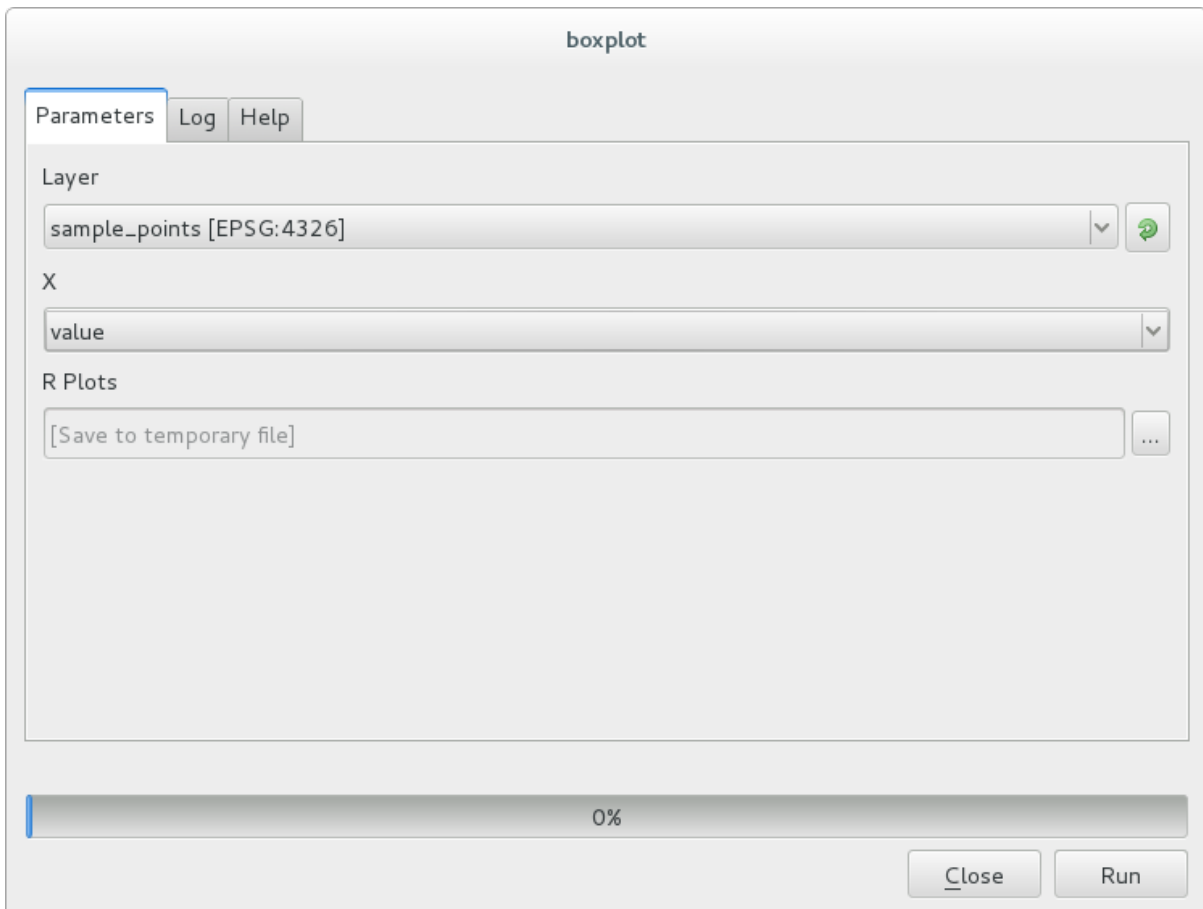 boxplot
Parameters Log Help
Layer
sample_points [EPSG:4326]
X
value
R Plots
[Save to temporary file] ...
0%
Close Run